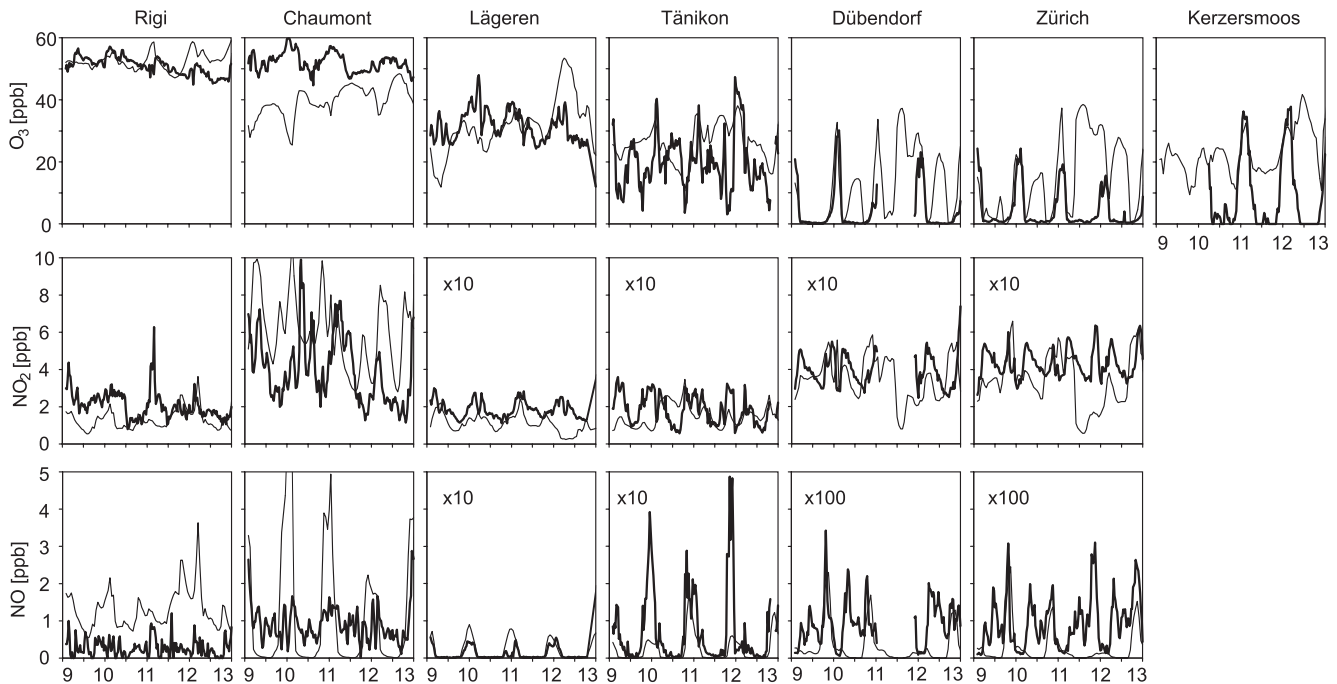 Rigi Chaumont Lägeren Tänikon Dübendorf Zürich Kerzersmoos
O3 [ppb]
60
40
20
0
9 10 11 12 13
NO2 [ppb]
10
8
6
4
2
0
x10 x10 x10 x10
NO [ppb]
5
4
3
2
1
0
x10 x10 x100 x100
9 10 11 12 13 9 10 11 12 13 9 10 11 12 13 9 10 11 12 13 9 10 11 12 13 9 10 11 12 13